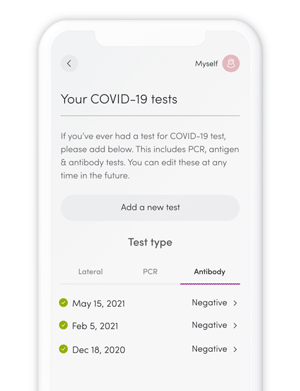 Myself
Your COVID-19 tests
If you've ever had a test for COVID-19 test,
please add below. This includes PCR, antigen
& antibody tests. You can edit these at any
time in the future.
Add a new test
Test type
Lateral PCR Antibody
May 15, 2021 Negative
Feb 5, 2021 Negative
Dec 18, 2020 Negative